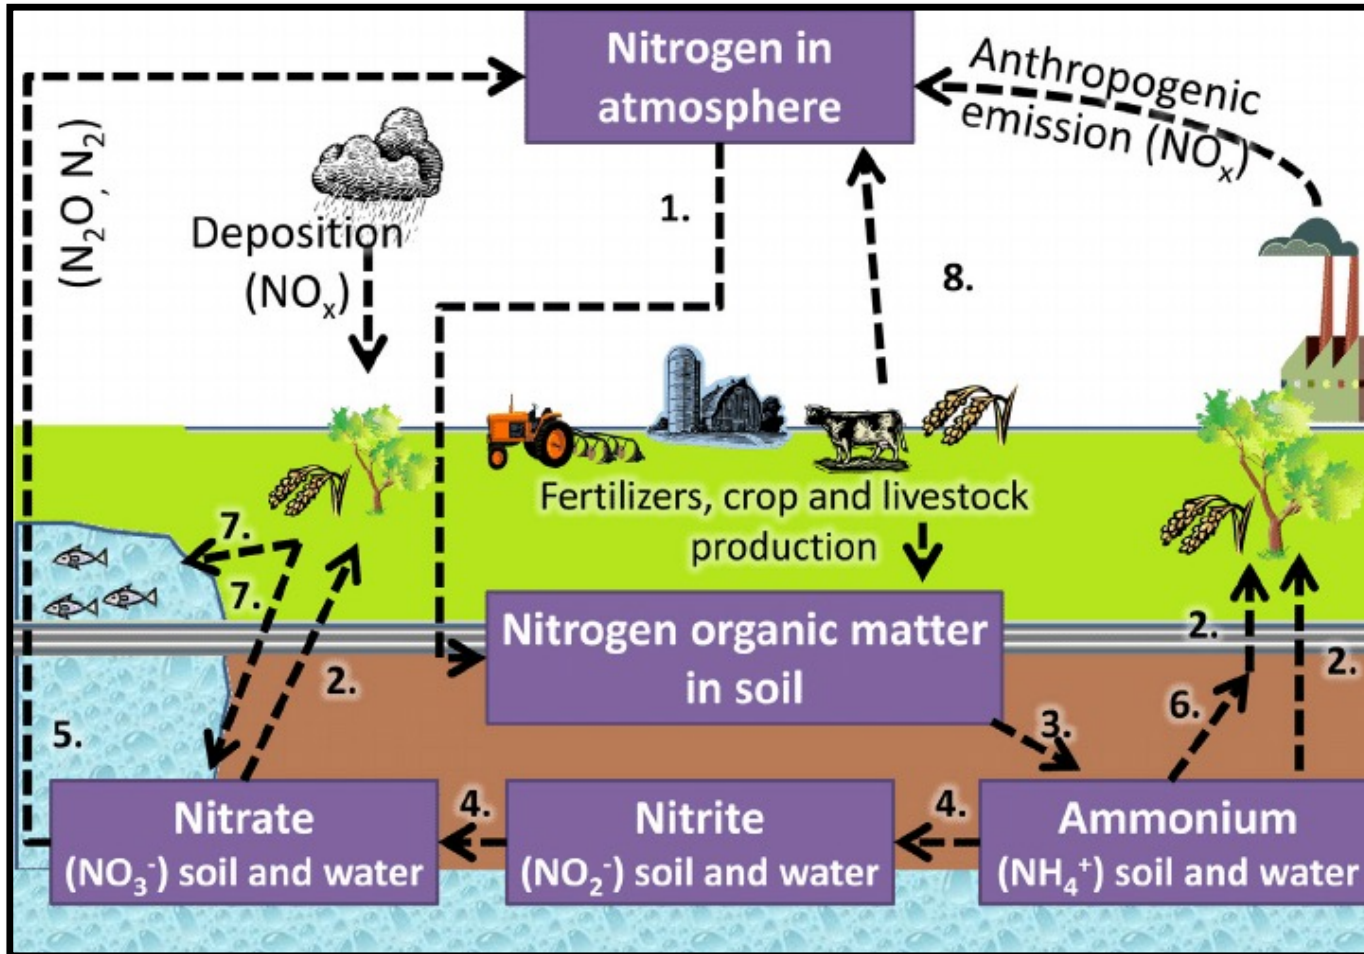 Nitrogen in
atmosphere
Anthropogenic
emission (NOₓ)
(N₂O, N₂)
1.
Deposition
(NOₓ)
8.
Fertilizers, crop and livestock
production
7.
7.
2.
Nitrogen organic matter
in soil
2.
2.
3.
6.
5.
4.
4.
Nitrate
(NO₃⁻) soil and water
Nitrite
(NO₂⁻) soil and water
Ammonium
(NH₄⁺) soil and water